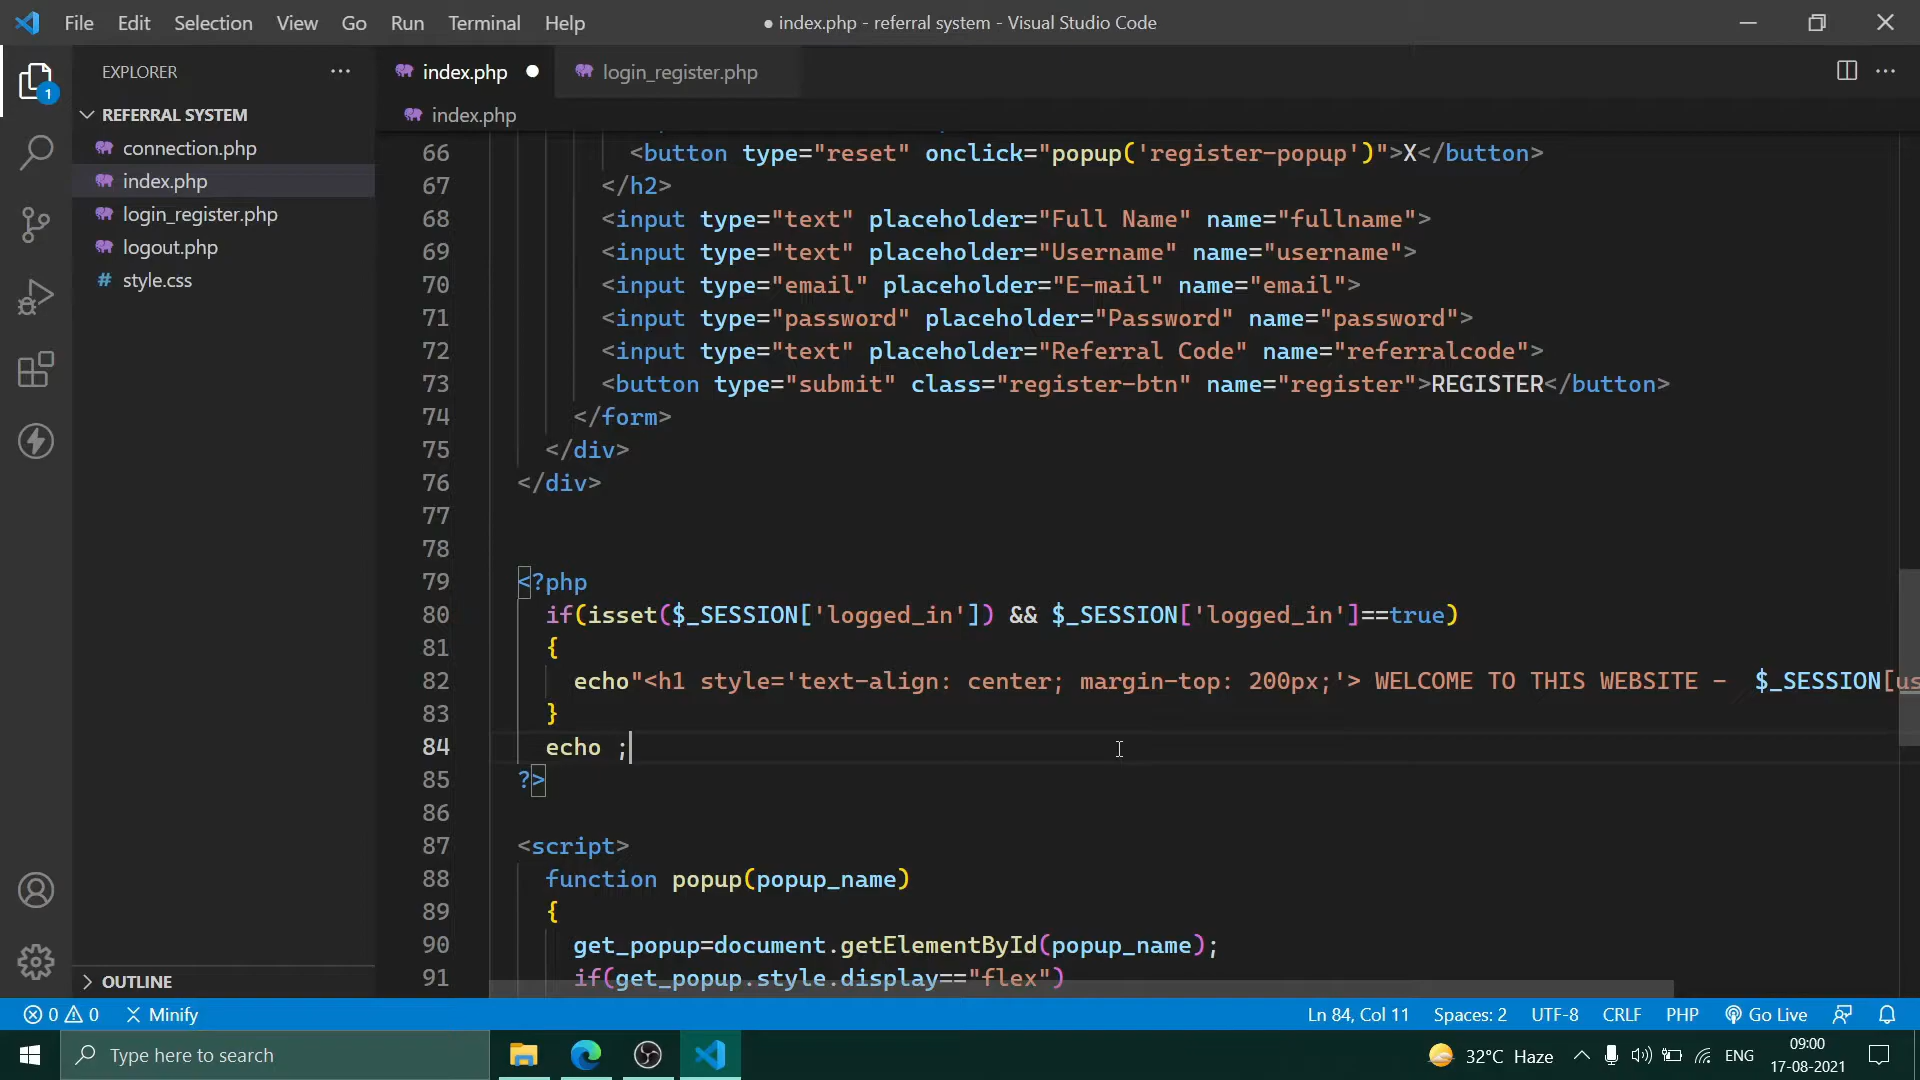 File Edit Selection View Go Run Terminal Help
● index.php - referral system - Visual Studio Code
EXPLORER
index.php
login_register.php
1
REFERRAL SYSTEM
connection.php
index.php
login_register.php
logout.php
# style.css
OUTLINE
index.php
66 <button type="reset" onclick="popup('register-popup')">X</button>
67 </h2>
68 <input type="text" placeholder="Full Name" name="fullname">
69 <input type="text" placeholder="Username" name="username">
70 <input type="email" placeholder="E-mail" name="email">
71 <input type="password" placeholder="Password" name="password">
72 <input type="text" placeholder="Referral Code" name="referralcode">
73 <button type="submit" class="register-btn" name="register">REGISTER</button>
74 </form>
75 </div>
76 </div>
77
78
79 <?php
80 if(isset($_SESSION['logged_in']) && $_SESSION['logged_in']==true)
81 {
82 echo"<h1 style='text-align: center; margin-top: 200px;'> WELCOME TO THIS WEBSITE - $_SESSION[us
83 }
84 echo ;
85 ?>
86
87 <script>
88 function popup(popup_name)
89 {
90 get_popup=document.getElementById(popup_name);
91 if(get_popup.style.display=="flex")
0 0 Minify
Ln 84, Col 11 Spaces: 2 UTF-8 CRLF PHP Go Live
Type here to search
32°C Haze
ENG
09:00
17-08-2021